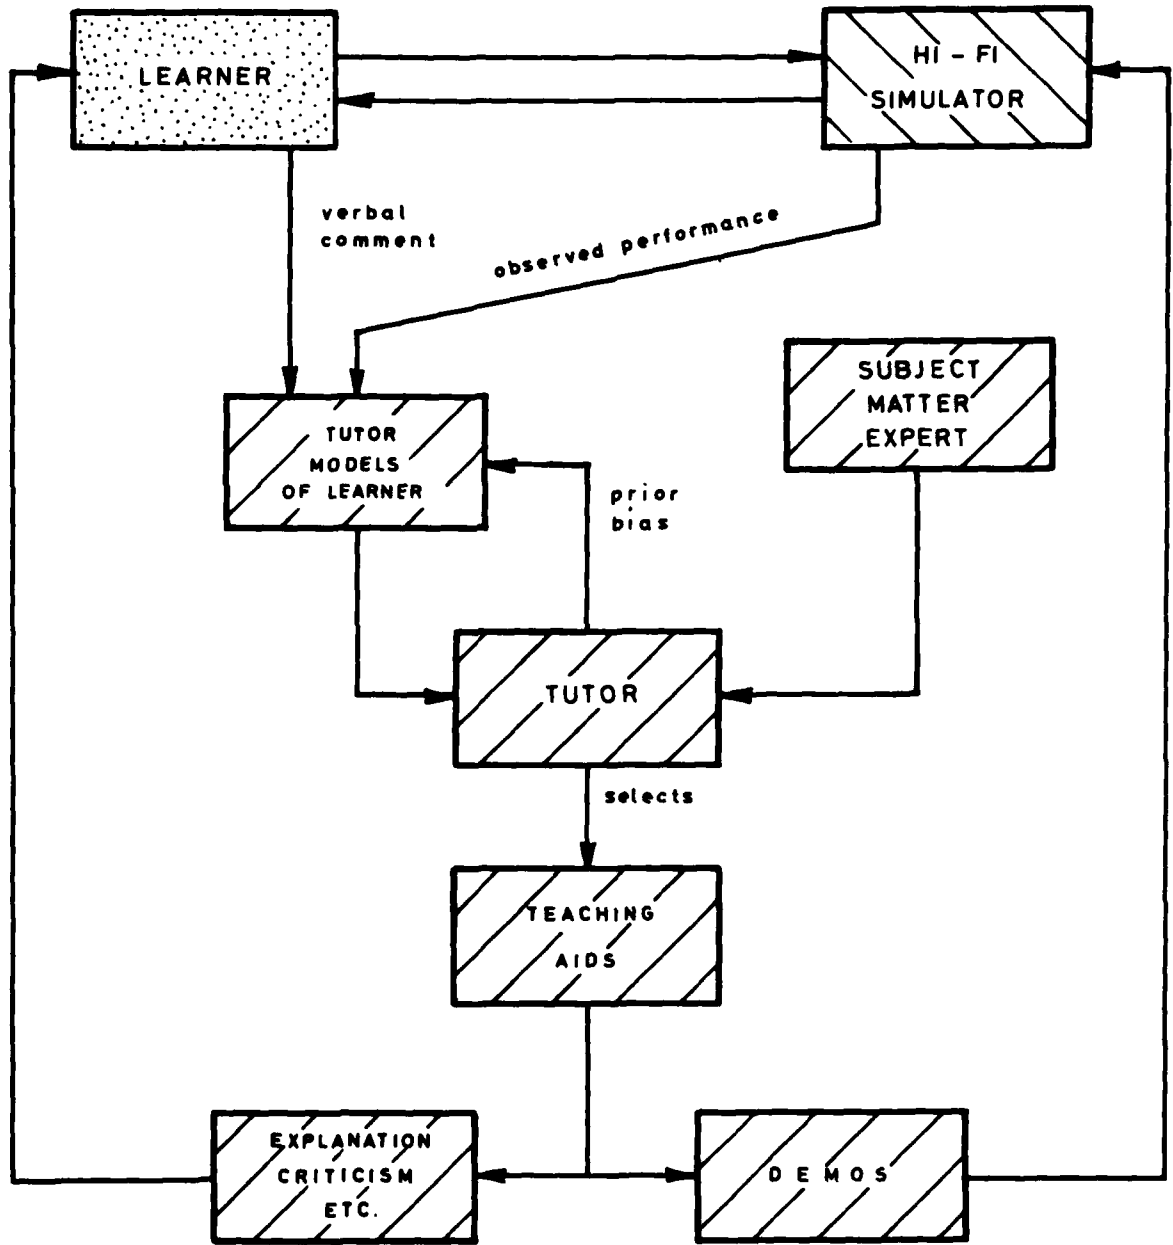 LEARNER
HI - FI
SIMULATOR
verbal
comment
observed performance
SUBJECT
MATTER
EXPERT
TUTOR
MODELS
OF LEARNER
prior
bias
TUTOR
selects
TEACHING
AIDS
EXPLANATION
CRITICISM
ETC.
DEMOS